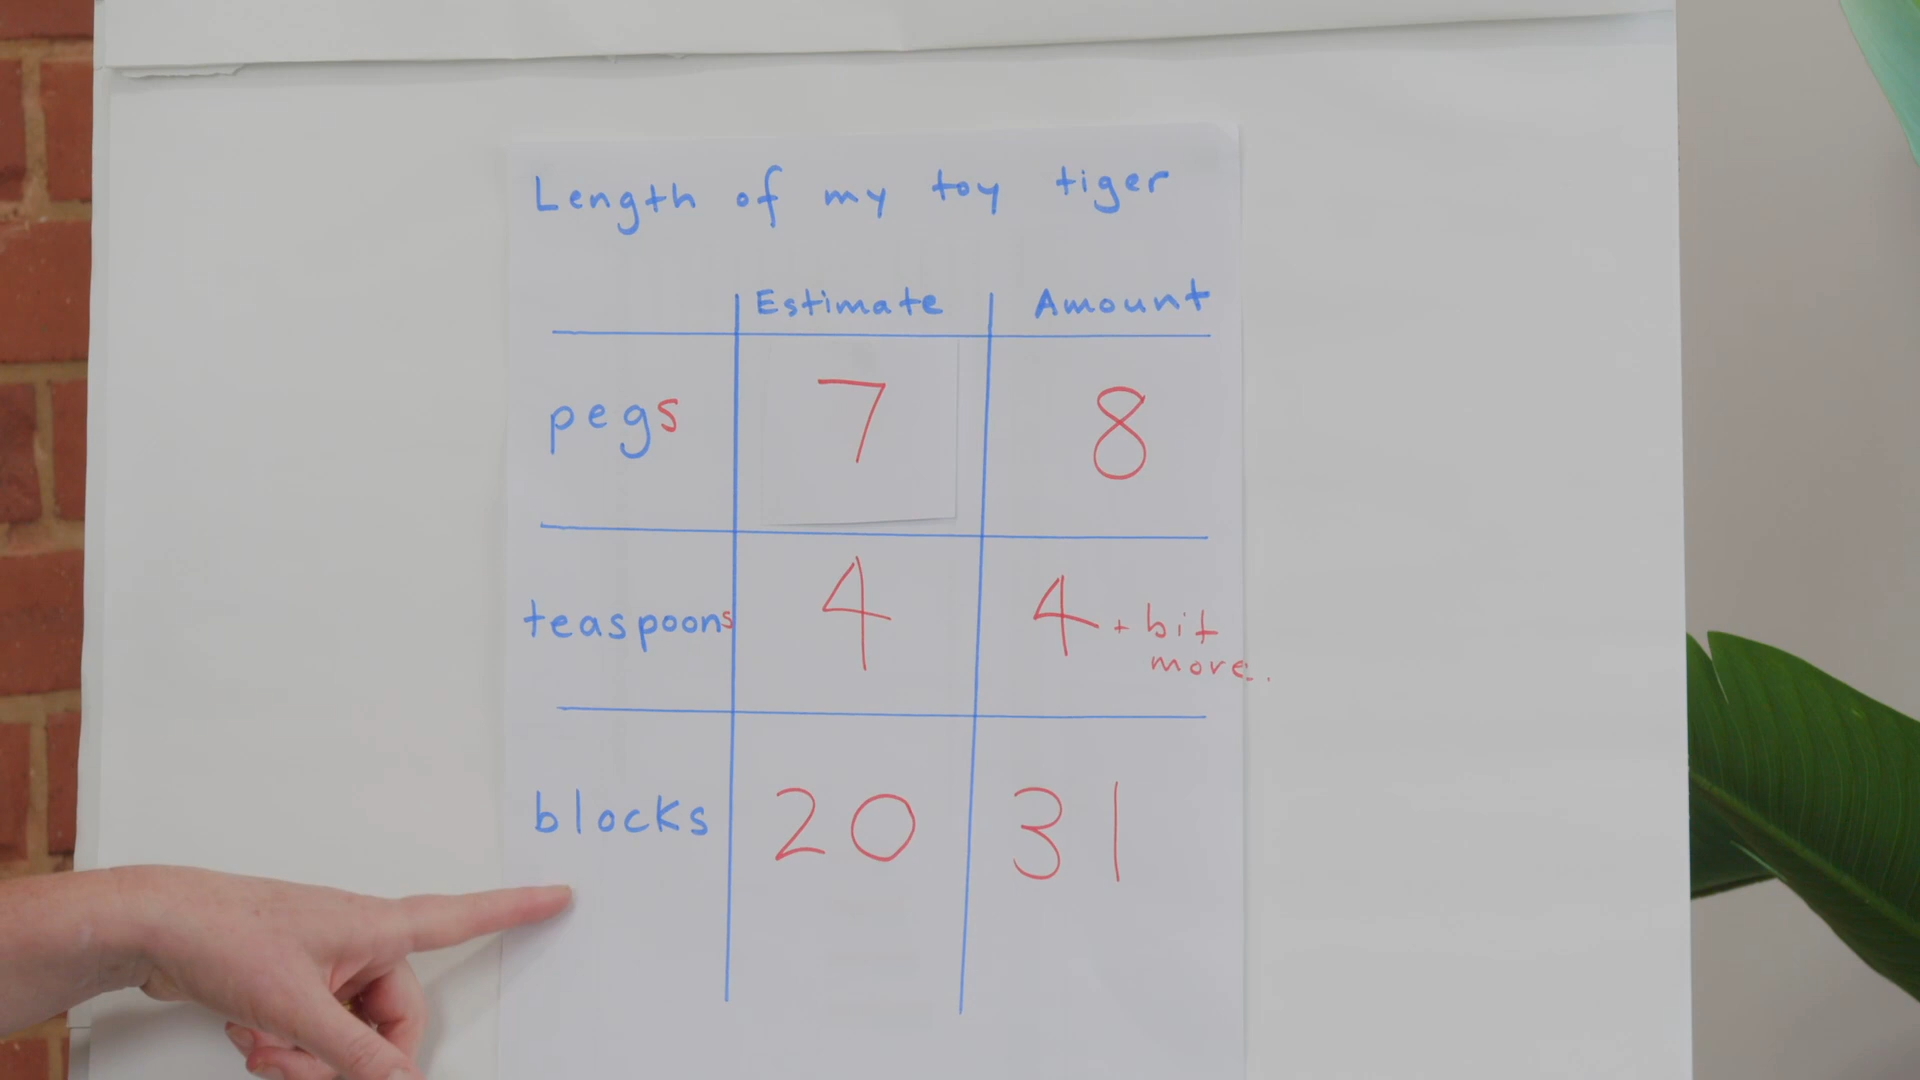 Length of my toy tiger
Estimate Amount
pegs 7 8
teaspoons 4 4 + bit
more.
blocks 20 31